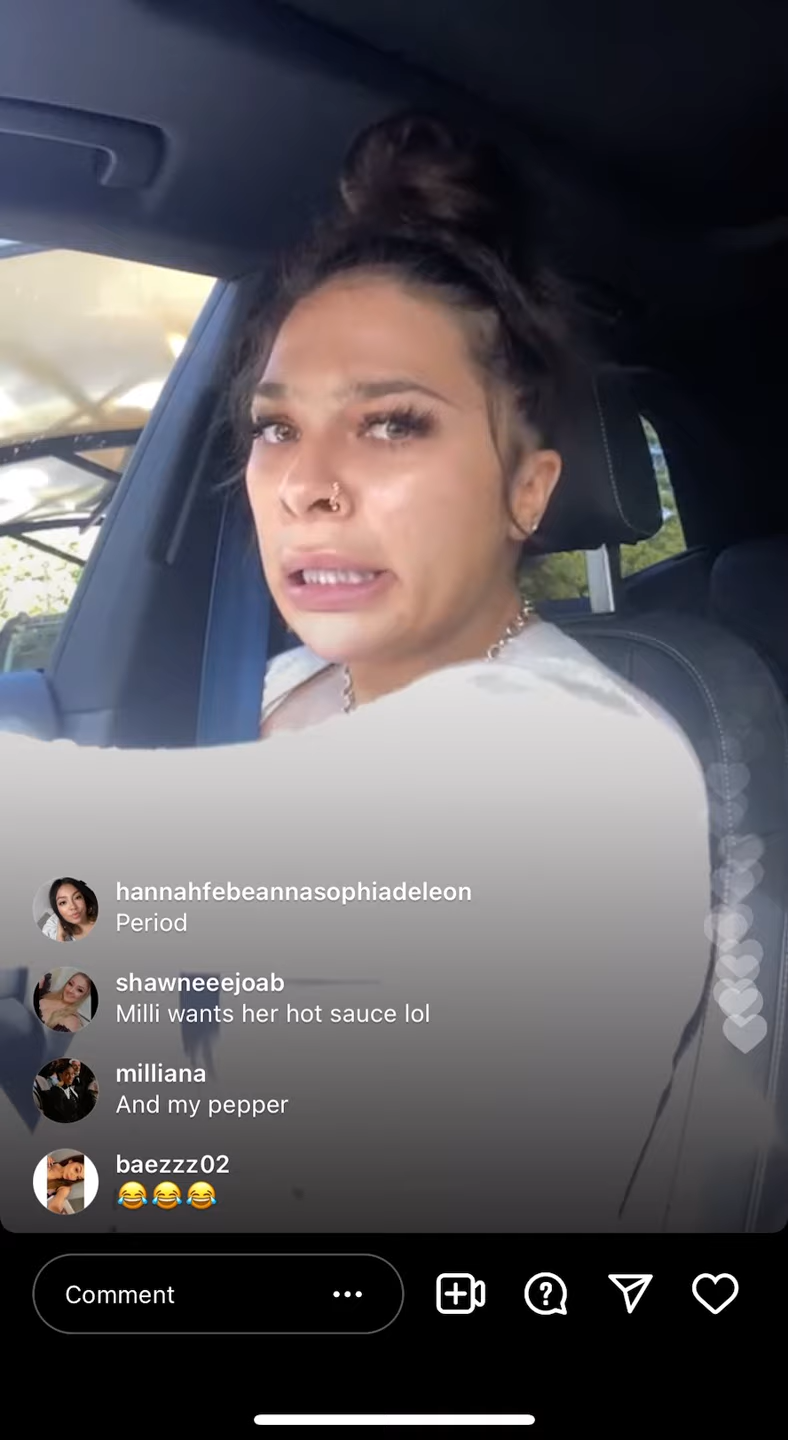 hannahfebeannasophiadeleon
Period
shawneeejoab
Milli wants her hot sauce lol
milliana
And my pepper
baezzz02
😂😂😂
Comment